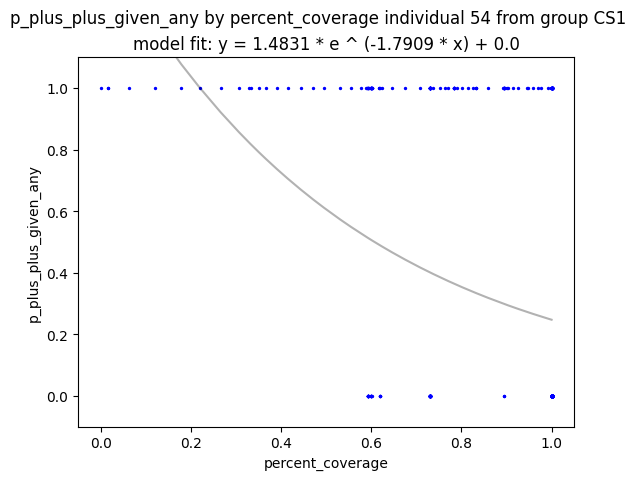 p_plus_plus_given_any by percent_coverage individual 54 from group CS1
model fit: y = 1.4831 * e ^ (-1.7909 * x) + 0.0
1.0
0.8
0.6
0.4
0.2
0.0
p_plus_plus_given_any
0.0 0.2 0.4 0.6 0.8 1.0
percent_coverage